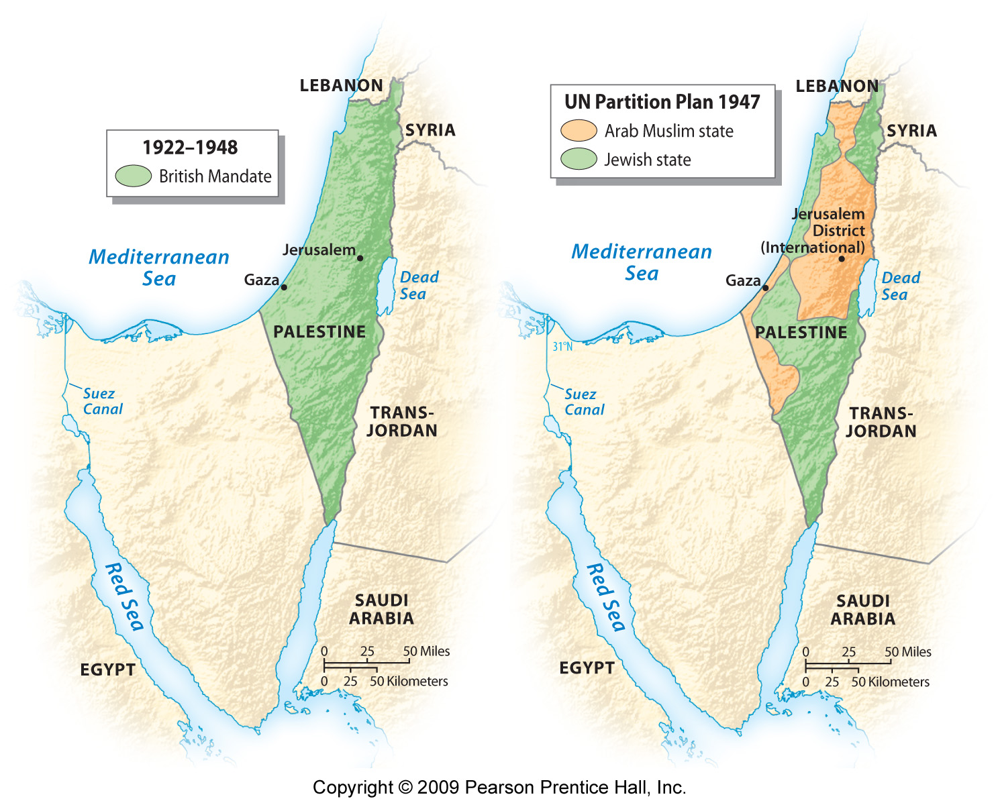 LEBANON
SYRIA
1922–1948
British Mandate
Jerusalem
Mediterranean
Sea
Gaza
Dead
Sea
PALESTINE
Suez
Canal
TRANS-
JORDAN
Red Sea
SAUDI
ARABIA
EGYPT
0 25 50 Miles
0 25 50 Kilometers
LEBANON
UN Partition Plan 1947
Arab Muslim state
Jewish state
SYRIA
Jerusalem
District
(International)
Mediterranean
Sea
Gaza
Dead
Sea
PALESTINE
31°N
Suez
Canal
TRANS-
JORDAN
Red Sea
SAUDI
ARABIA
EGYPT
0 25 50 Miles
0 25 50 Kilometers
Copyright © 2009 Pearson Prentice Hall, Inc.